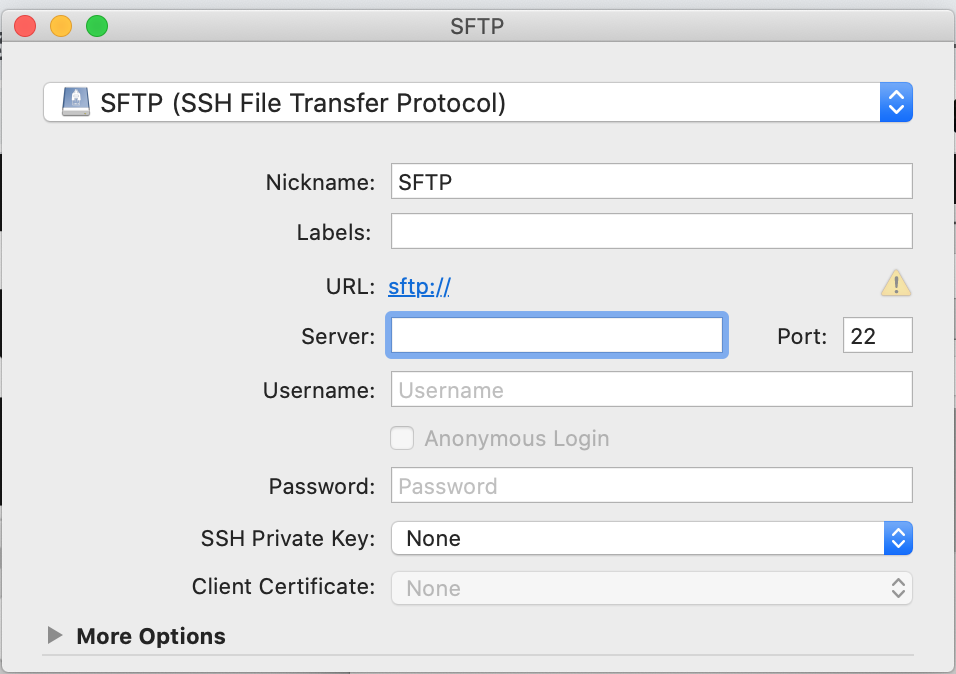 SFTP
SFTP (SSH File Transfer Protocol)
Nickname: SFTP
Labels:
URL: sftp://
Server: Port: 22
Username: Username
Anonymous Login
Password: Password
SSH Private Key: None
Client Certificate: None
More Options